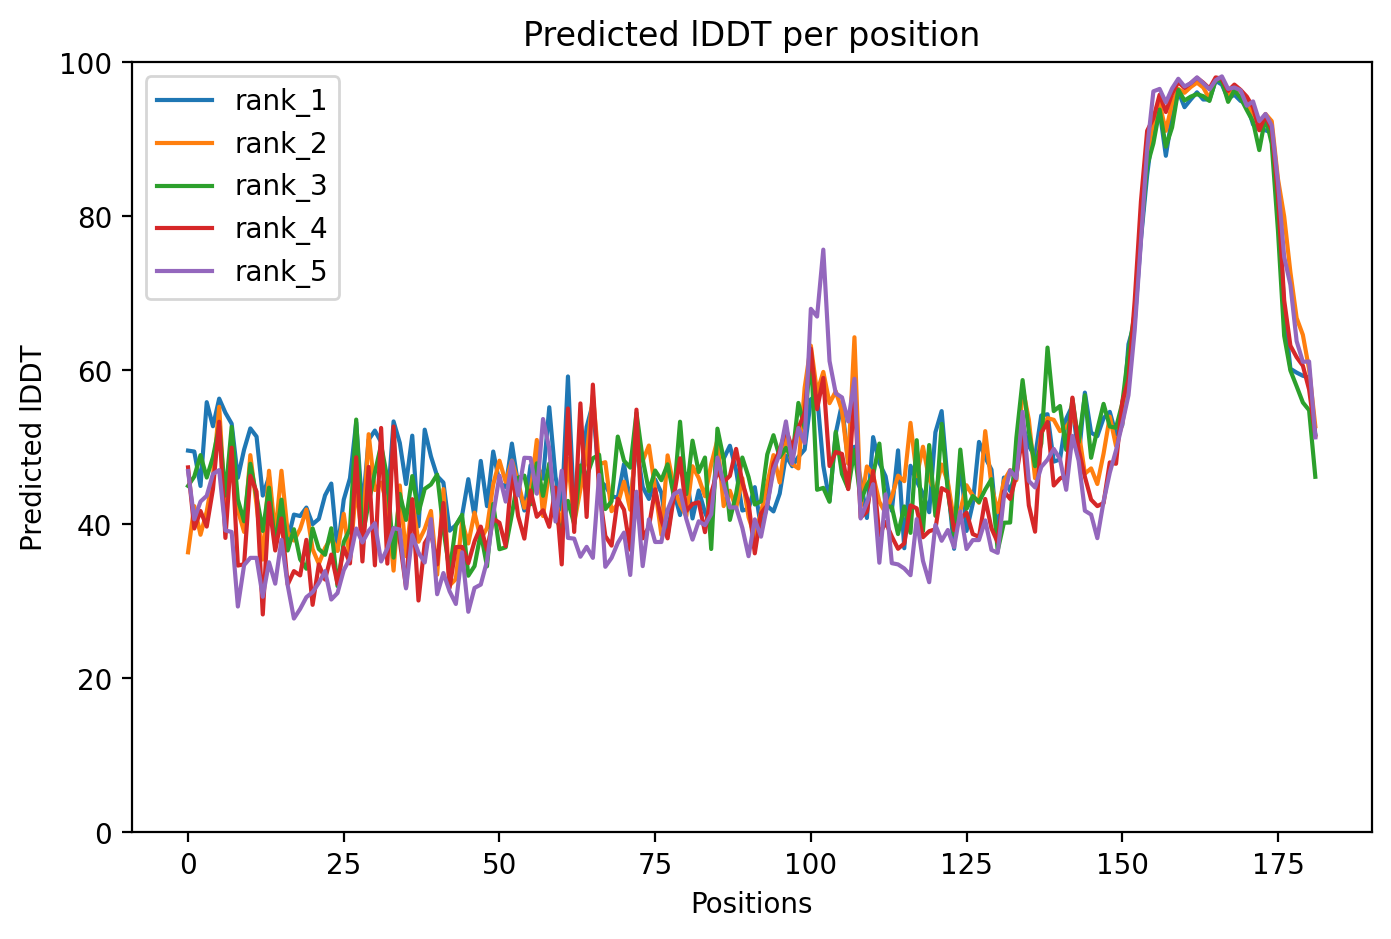 Predicted lDDT per position
100
80
60
40
20
0
Predicted lDDT
rank_1
rank_2
rank_3
rank_4
rank_5
0 25 50 75 100 125 150 175
Positions